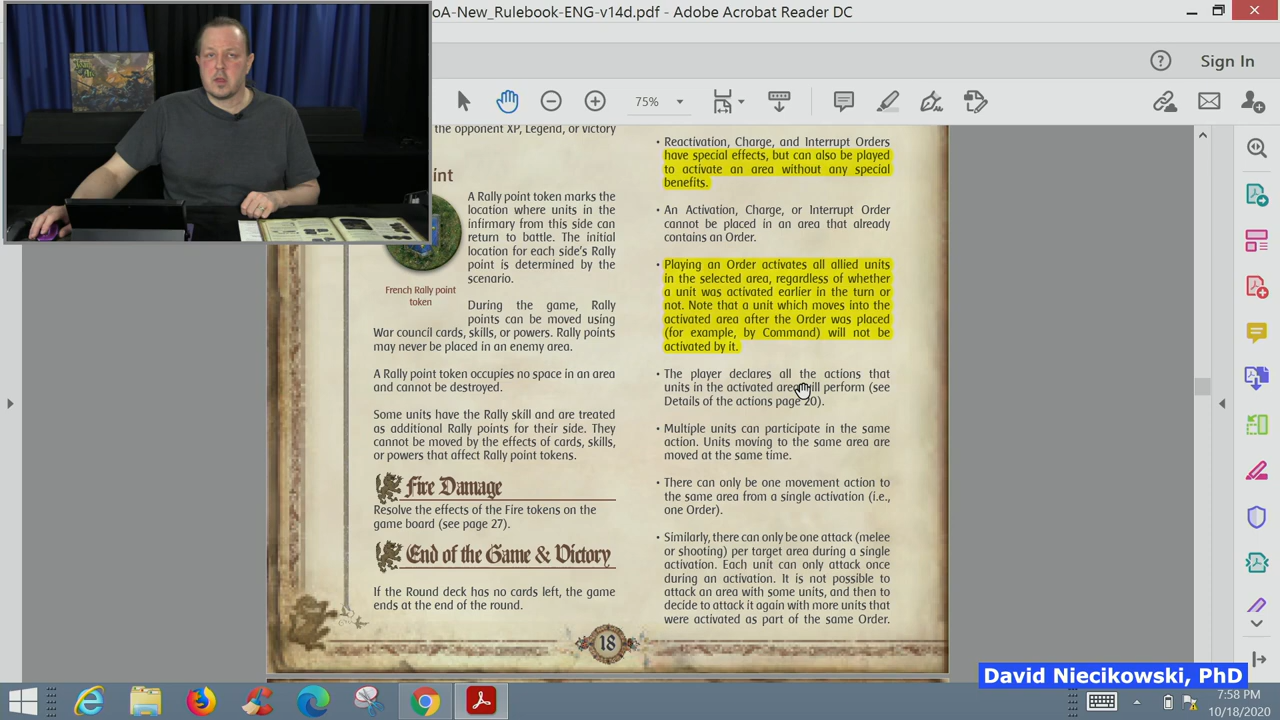 oA-New_Rulebook-ENG-v14d.pdf - Adobe Acrobat Reader DC
Sign In
75%
the opponent XP, Legend, or victory
int
A Rally point token marks the
location where units in the
infirmary from this side can
return to battle. The initial
location for each side's Rally
point is determined by the
scenario.
French Rally point
token
During the game, Rally
points can be moved using
War council cards, skills, or powers. Rally points
may never be placed in an enemy area.
A Rally point token occupies no space in an area
and cannot be destroyed.
Some units have the Rally skill and are treated
as additional Rally points for their side. They
cannot be moved by the effects of cards, skills,
or powers that affect Rally point tokens.
Fire Damage
Resolve the effects of the Fire tokens on the
game board (see page 27).
End of the Game & Victory
If the Round deck has no cards left, the game
ends at the end of the round.
• Reactivation, Charge, and Interrupt Orders
have special effects, but can also be played
to activate an area without any special
benefits.
• An Activation, Charge, or Interrupt Order
cannot be placed in an area that already
contains an Order.
• Playing an Order activates all allied units
in the selected area, regardless of whether
a unit was activated earlier in the turn or
not. Note that a unit which moves into the
activated area after the Order was placed
(for example, by Command) will not be
activated by it.
• The player declares all the actions that
units in the activated area will perform (see
Details of the actions page 20).
• Multiple units can participate in the same
action. Units moving to the same area are
moved at the same time.
• There can only be one movement action to
the same area from a single activation (i.e.,
one Order).
• Similarly, there can only be one attack (melee
or shooting) per target area during a single
activation. Each unit can only attack once
during an activation. It is not possible to
attack an area with some units, and then to
decide to attack it again with more units that
were activated as part of the same Order.
18
David Niecikowski, PhD
7:58 PM
10/18/2020